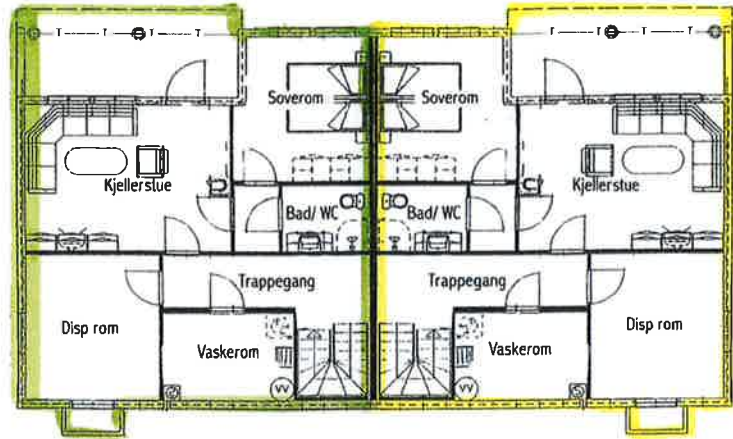 T T T T T T
Soverom Soverom
Kjellerstue Kjellerstue
Bad/ WC Bad/ WC
Trappegang Trappegang
Disp rom Disp rom
Vaskerom Vaskerom
VV VV